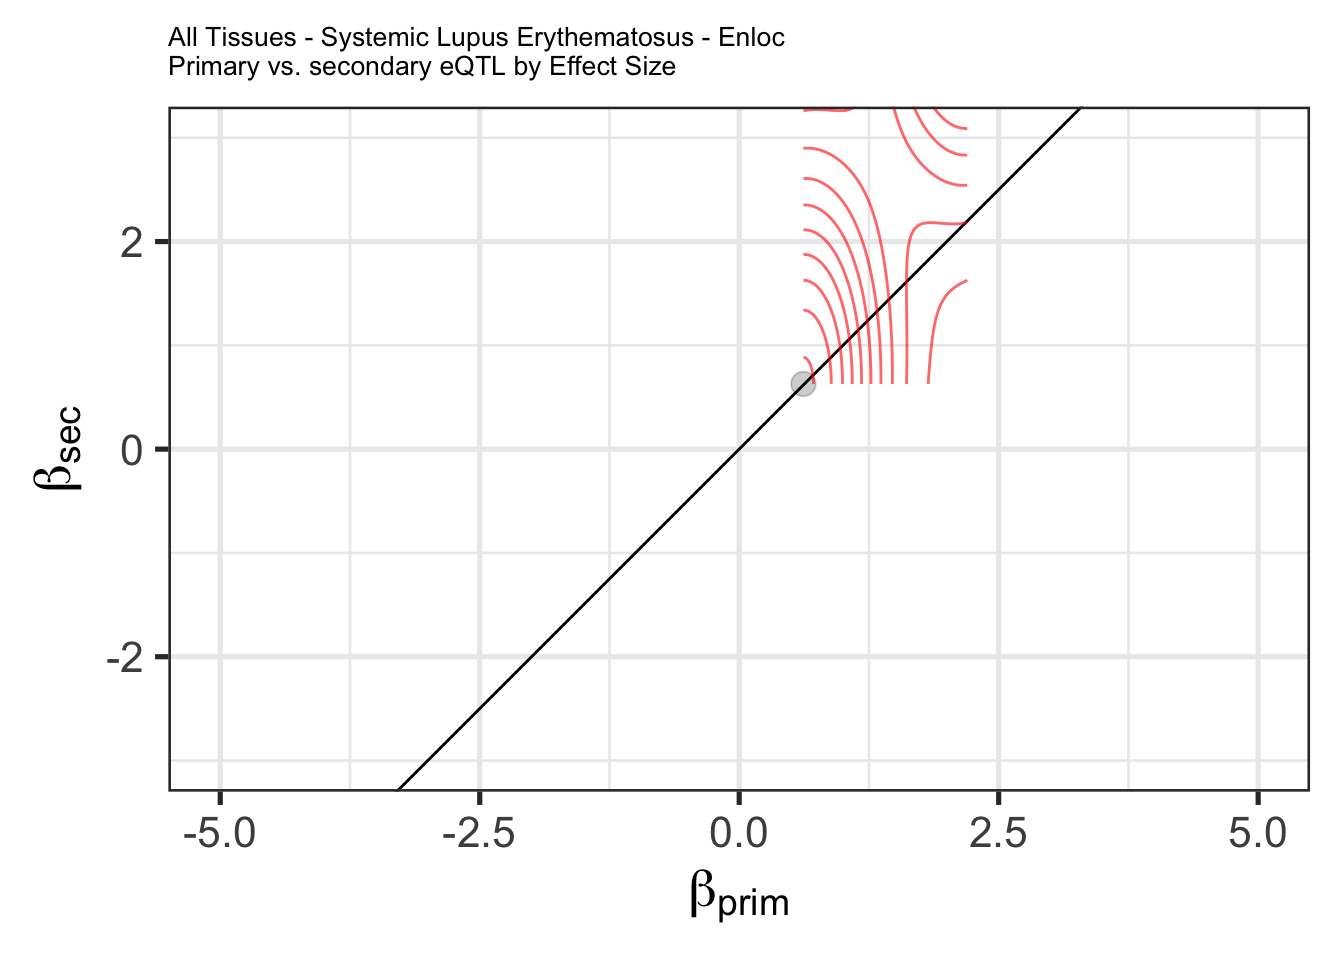 All Tissues - Systemic Lupus Erythematosus - Enloc
Primary vs. secondary eQTL by Effect Size
2
0
-2
βsec
-5.0 -2.5 0.0 2.5 5.0
βprim